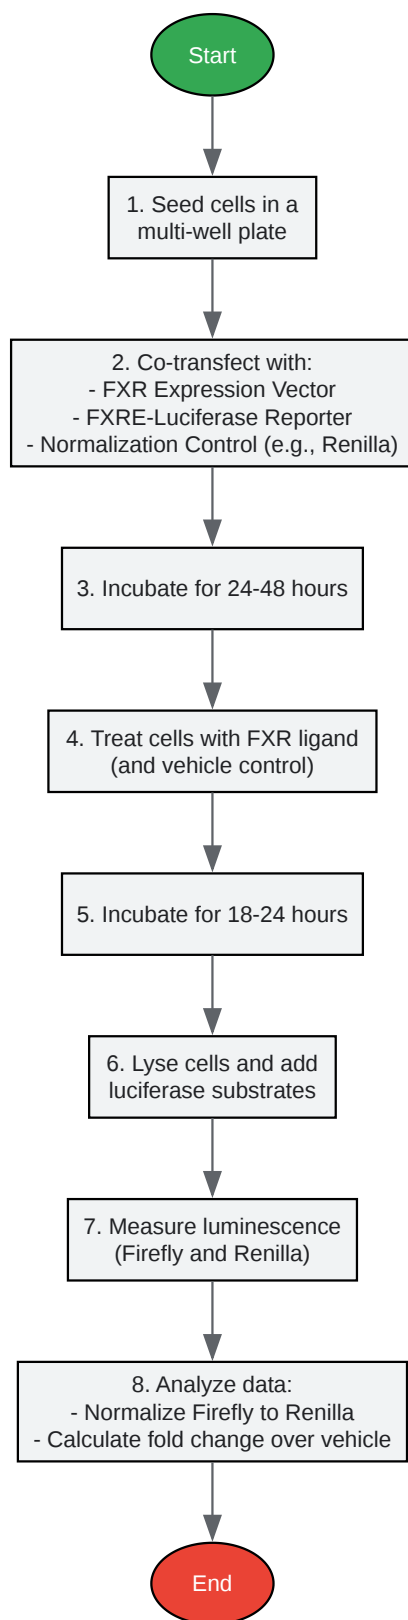 Start
1. Seed cells in a
multi-well plate
2. Co-transfect with:
- FXR Expression Vector
- FXRE-Luciferase Reporter
- Normalization Control (e.g., Renilla)
3. Incubate for 24-48 hours
4. Treat cells with FXR ligand
(and vehicle control)
5. Incubate for 18-24 hours
6. Lyse cells and add
luciferase substrates
7. Measure luminescence
(Firefly and Renilla)
8. Analyze data:
- Normalize Firefly to Renilla
- Calculate fold change over vehicle
End